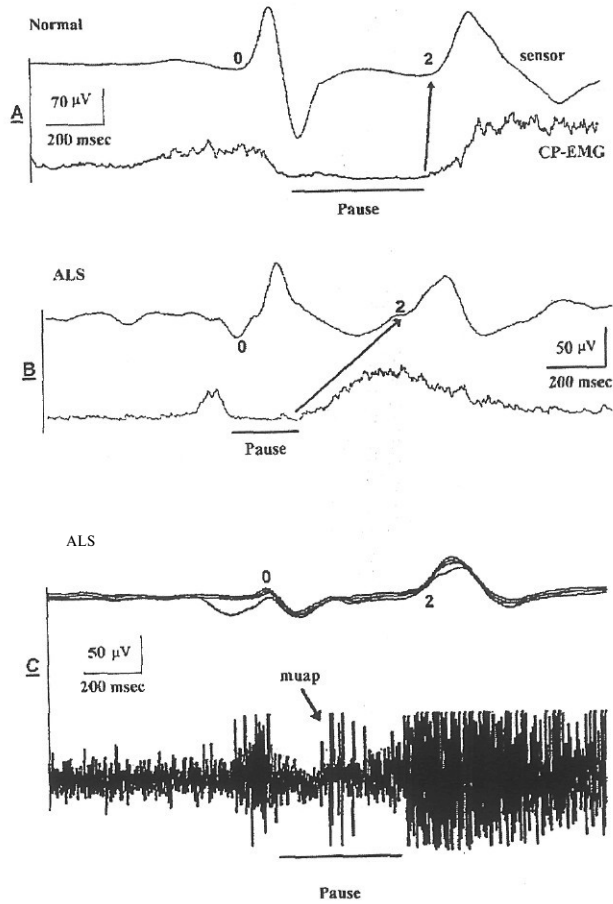 Normal
0
2
sensor
A
70 μV
200 msec
CP-EMG
Pause
ALS
2
0
B
50 μV
200 msec
Pause
ALS
0
2
C
50 μV
200 msec
muap
Pause